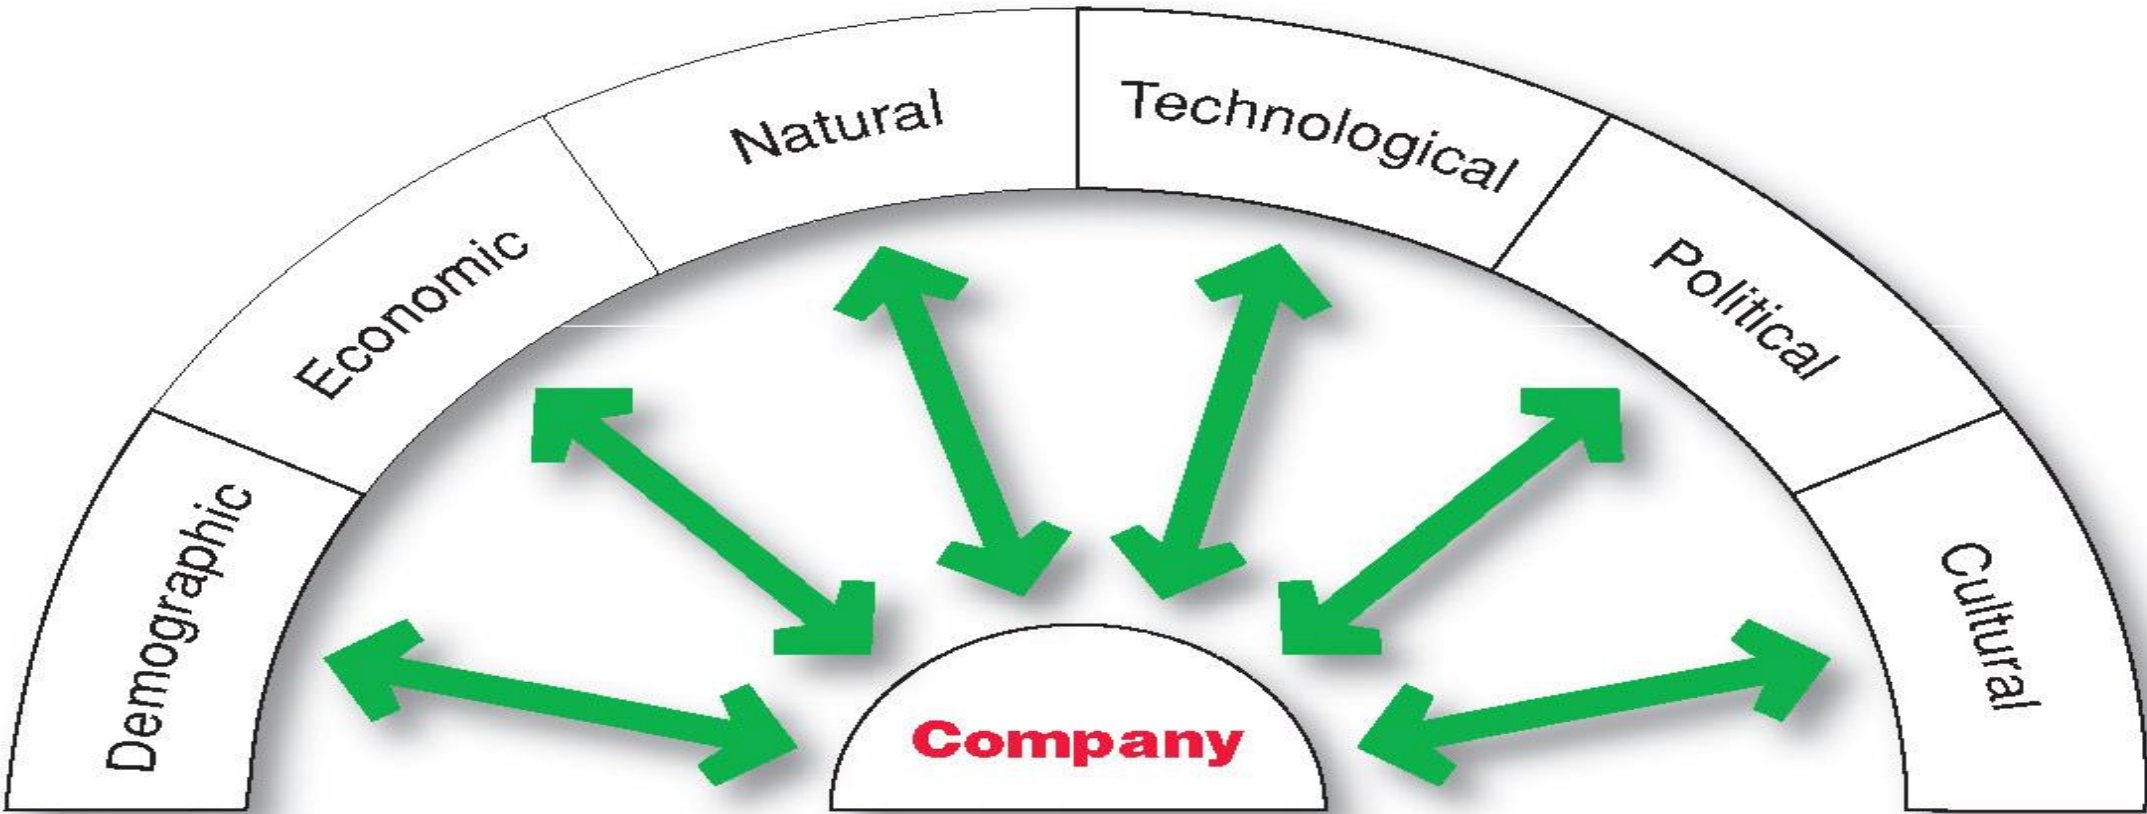 Demographic
Economic
Natural
Technological
Political
Cultural
Company